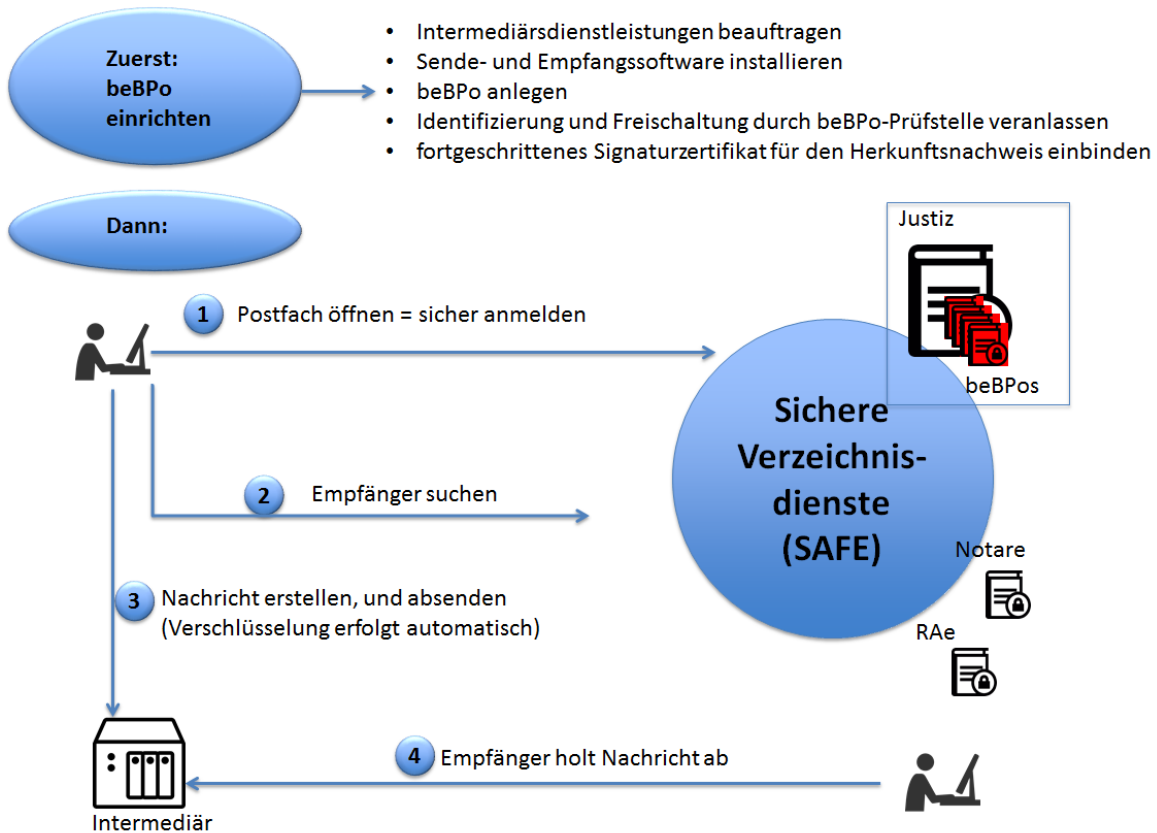 Zuerst:
beBPo
einrichten
• Intermediärsdienstleistungen beauftragen
• Sende- und Empfangssoftware installieren
• beBPo anlegen
• Identifizierung und Freischaltung durch beBPo-Prüfstelle veranlassen
• fortgeschrittenes Signaturzertifikat für den Herkunftsnachweis einbinden
Dann:
Justiz
beBPos
1 Postfach öffnen = sicher anmelden
Sichere
Verzeichnis-
dienste
(SAFE)
2 Empfänger suchen
Notare
RAe
3 Nachricht erstellen, und absenden
(Verschlüsselung erfolgt automatisch)
4 Empfänger holt Nachricht ab
Intermediär